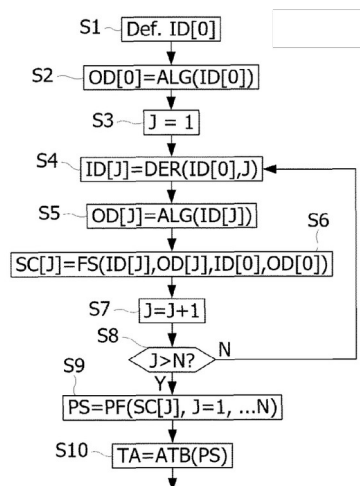 S1 Def. ID[0]
S2 OD[0]=ALG(ID[0])
S3 J = 1
S4 ID[J]=DER(ID[0],J)
S5 OD[J]=ALG(ID[J])
S6
SC[J]=FS(ID[J],OD[J],ID[0],OD[0])
S7 J=J+1
S8 J>N? N
Y
S9 PS=PF(SC[J], J=1, ...N)
S10 TA=ATB(PS)